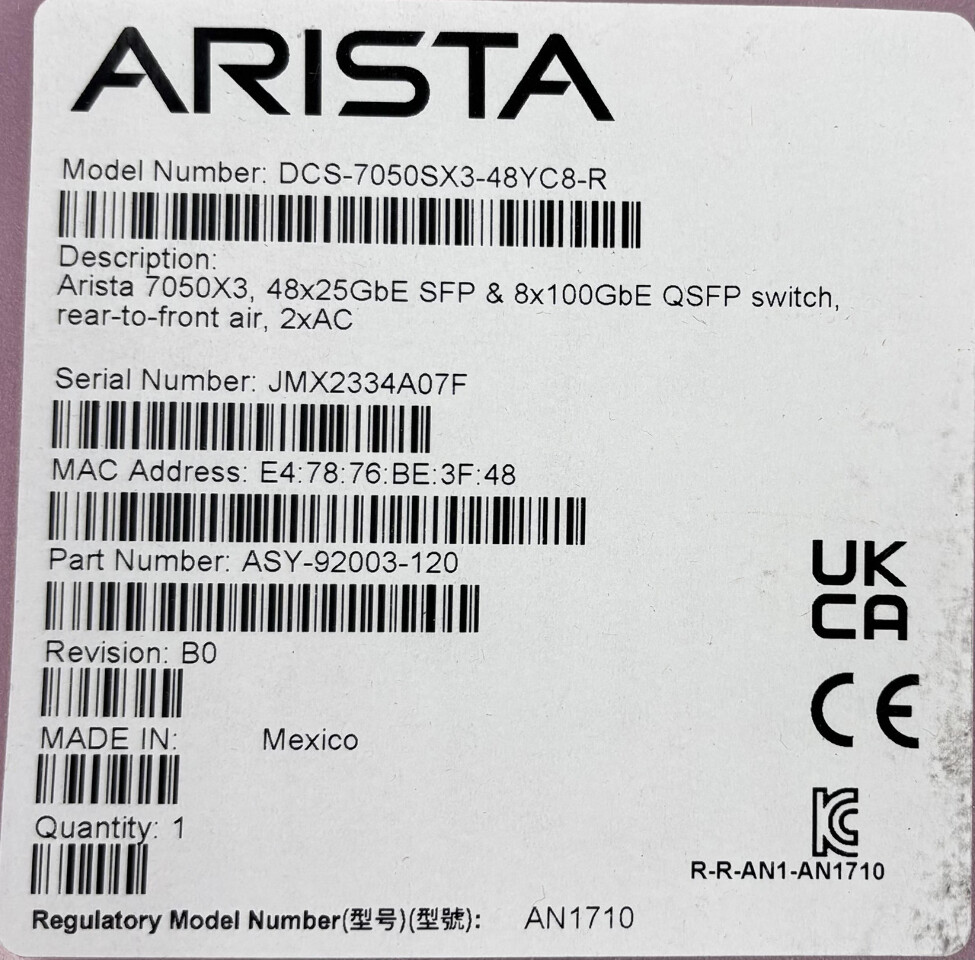 ARISTA
Model Number: DCS-7050SX3-48YC8-R
Description:
Arista 7050X3, 48x25GbE SFP & 8x100GbE QSFP switch,
rear-to-front air, 2xAC
Serial Number: JMX2334A07F
MAC Address: E4:78:76:BE:3F:48
Part Number: ASY-92003-120
Revision: B0
MADE IN: Mexico
Quantity: 1
UK
CA
CE
KC
R-R-AN1-AN1710
Regulatory Model Number(型号)(型號): AN1710